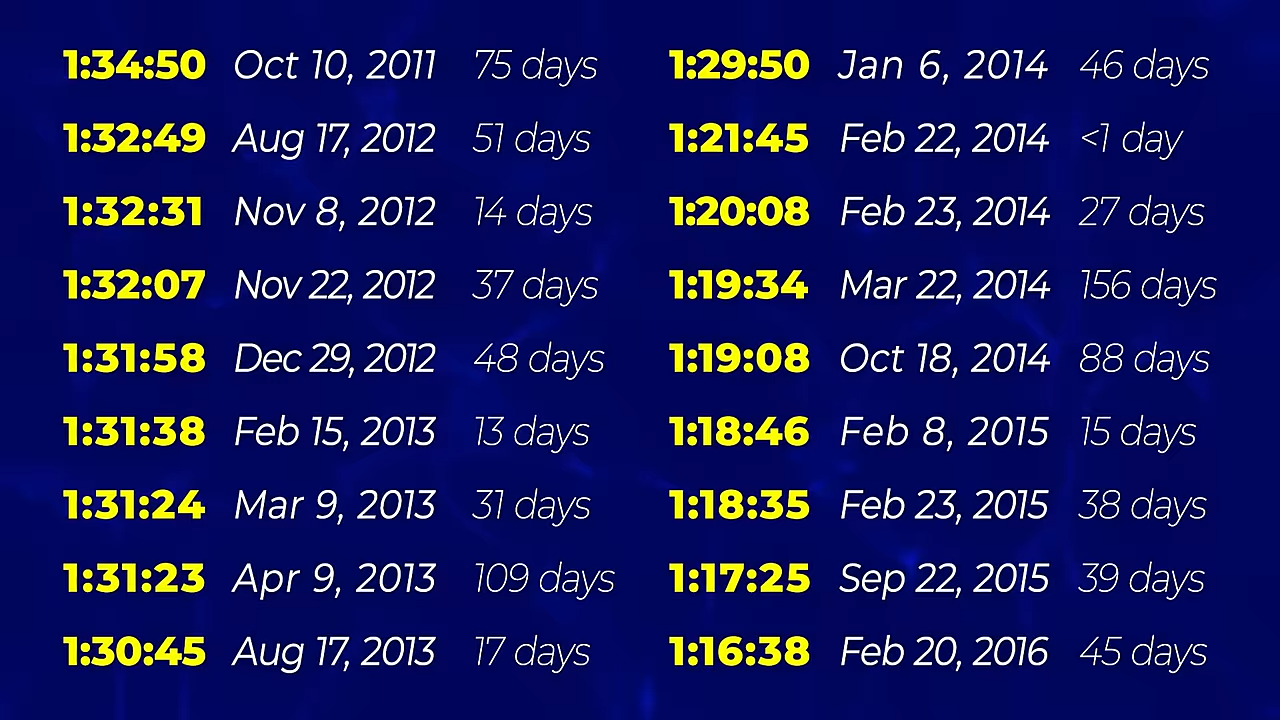 1:34:50 Oct 10, 2011 75 days 1:29:50 Jan 6, 2014 46 days
1:32:49 Aug 17, 2012 51 days 1:21:45 Feb 22, 2014 <1 day
1:32:31 Nov 8, 2012 14 days 1:20:08 Feb 23, 2014 27 days
1:32:07 Nov 22, 2012 37 days 1:19:34 Mar 22, 2014 156 days
1:31:58 Dec 29, 2012 48 days 1:19:08 Oct 18, 2014 88 days
1:31:38 Feb 15, 2013 13 days 1:18:46 Feb 8, 2015 15 days
1:31:24 Mar 9, 2013 31 days 1:18:35 Feb 23, 2015 38 days
1:31:23 Apr 9, 2013 109 days 1:17:25 Sep 22, 2015 39 days
1:30:45 Aug 17, 2013 17 days 1:16:38 Feb 20, 2016 45 days